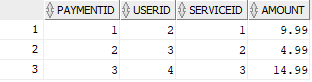 PAYMENTID USERID SERVICEID AMOUNT
1 1 2 1 9.99
2 2 3 2 4.99
3 3 4 3 14.99